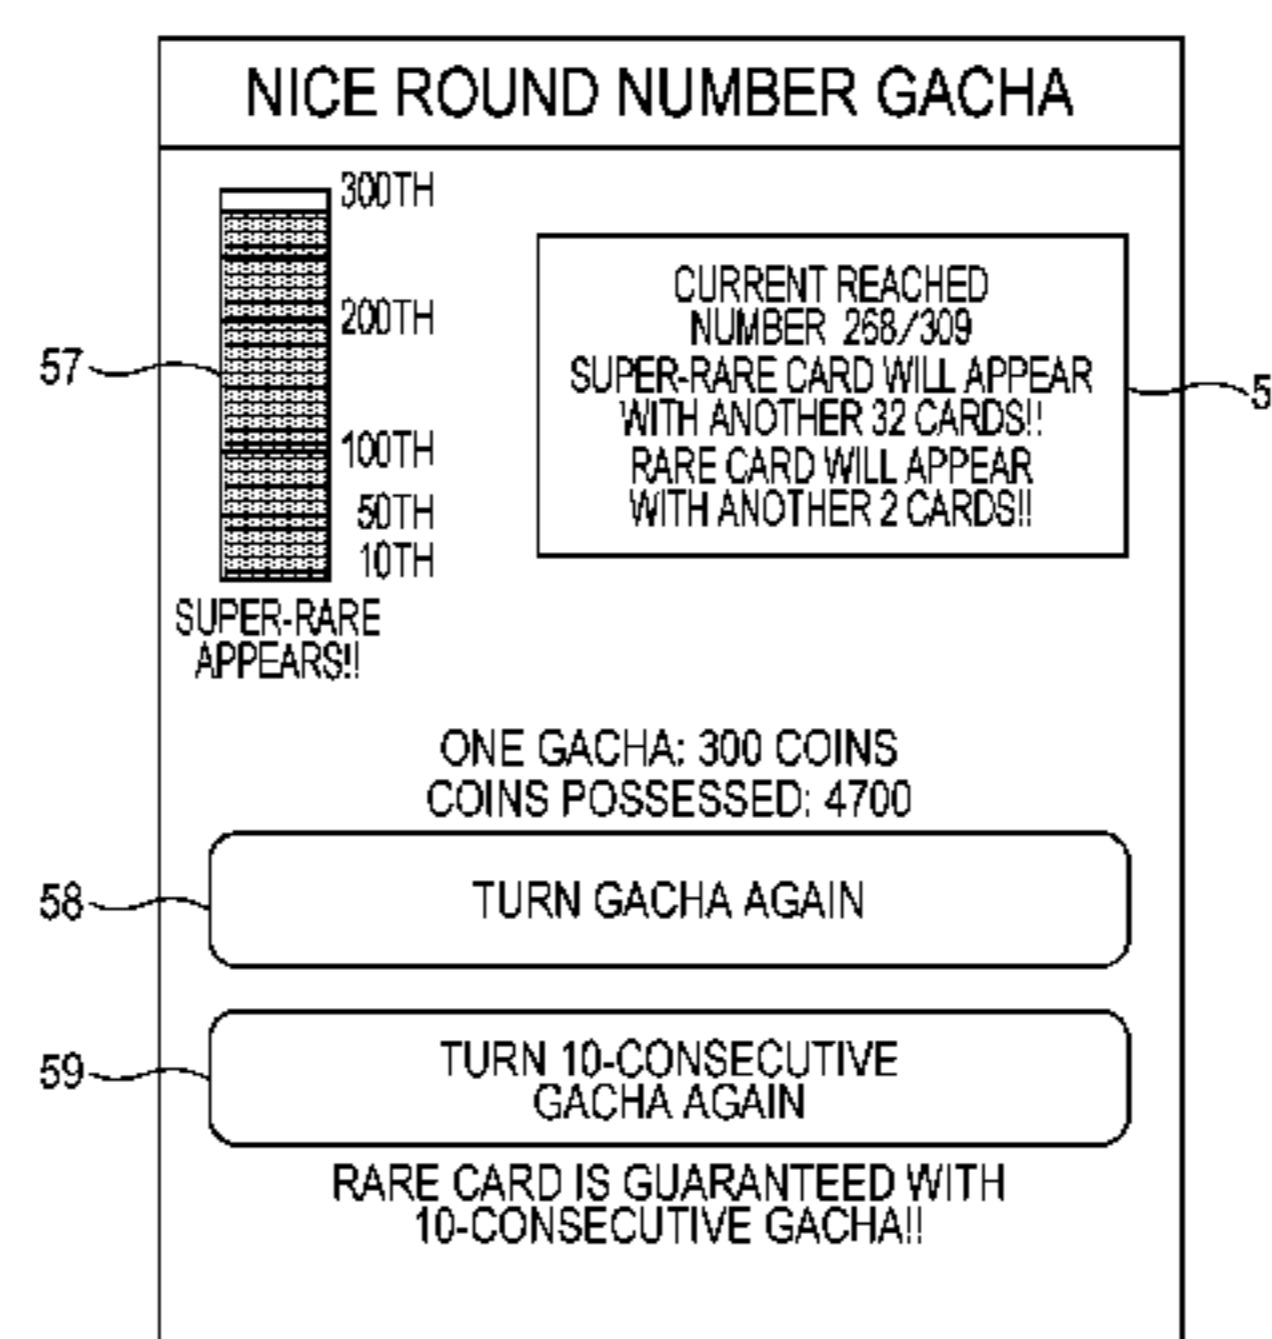 NICE ROUND NUMBER GACHA
300TH
200TH
100TH
50TH
10TH
SUPER-RARE
APPEARS!!
57
CURRENT REACHED
NUMBER 268/309
SUPER-RARE CARD WILL APPEAR
WITH ANOTHER 32 CARDS!!
RARE CARD WILL APPEAR
WITH ANOTHER 2 CARDS!!
5
ONE GACHA: 300 COINS
COINS POSSESSED: 4700
58
TURN GACHA AGAIN
59
TURN 10-CONSECUTIVE
GACHA AGAIN
RARE CARD IS GUARANTEED WITH
10-CONSECUTIVE GACHA!!